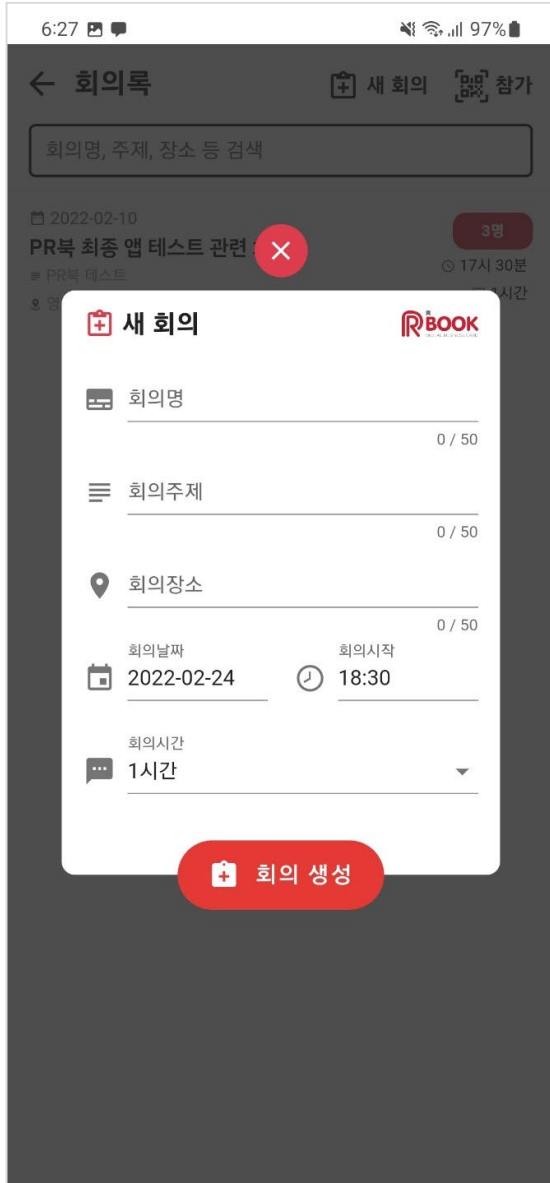 6:27 97%
회의록 새 회의 참가
회의명, 주제, 장소 등 검색
2022-02-10 3명
PR북 최종 앱 테스트 관련
17시 30분
PR북 테스트
1시간
영
새 회의 RBOOK
회의명
0 / 50
회의주제
0 / 50
회의장소
0 / 50
회의날짜 회의시작
2022-02-24 18:30
회의시간
1시간
회의 생성